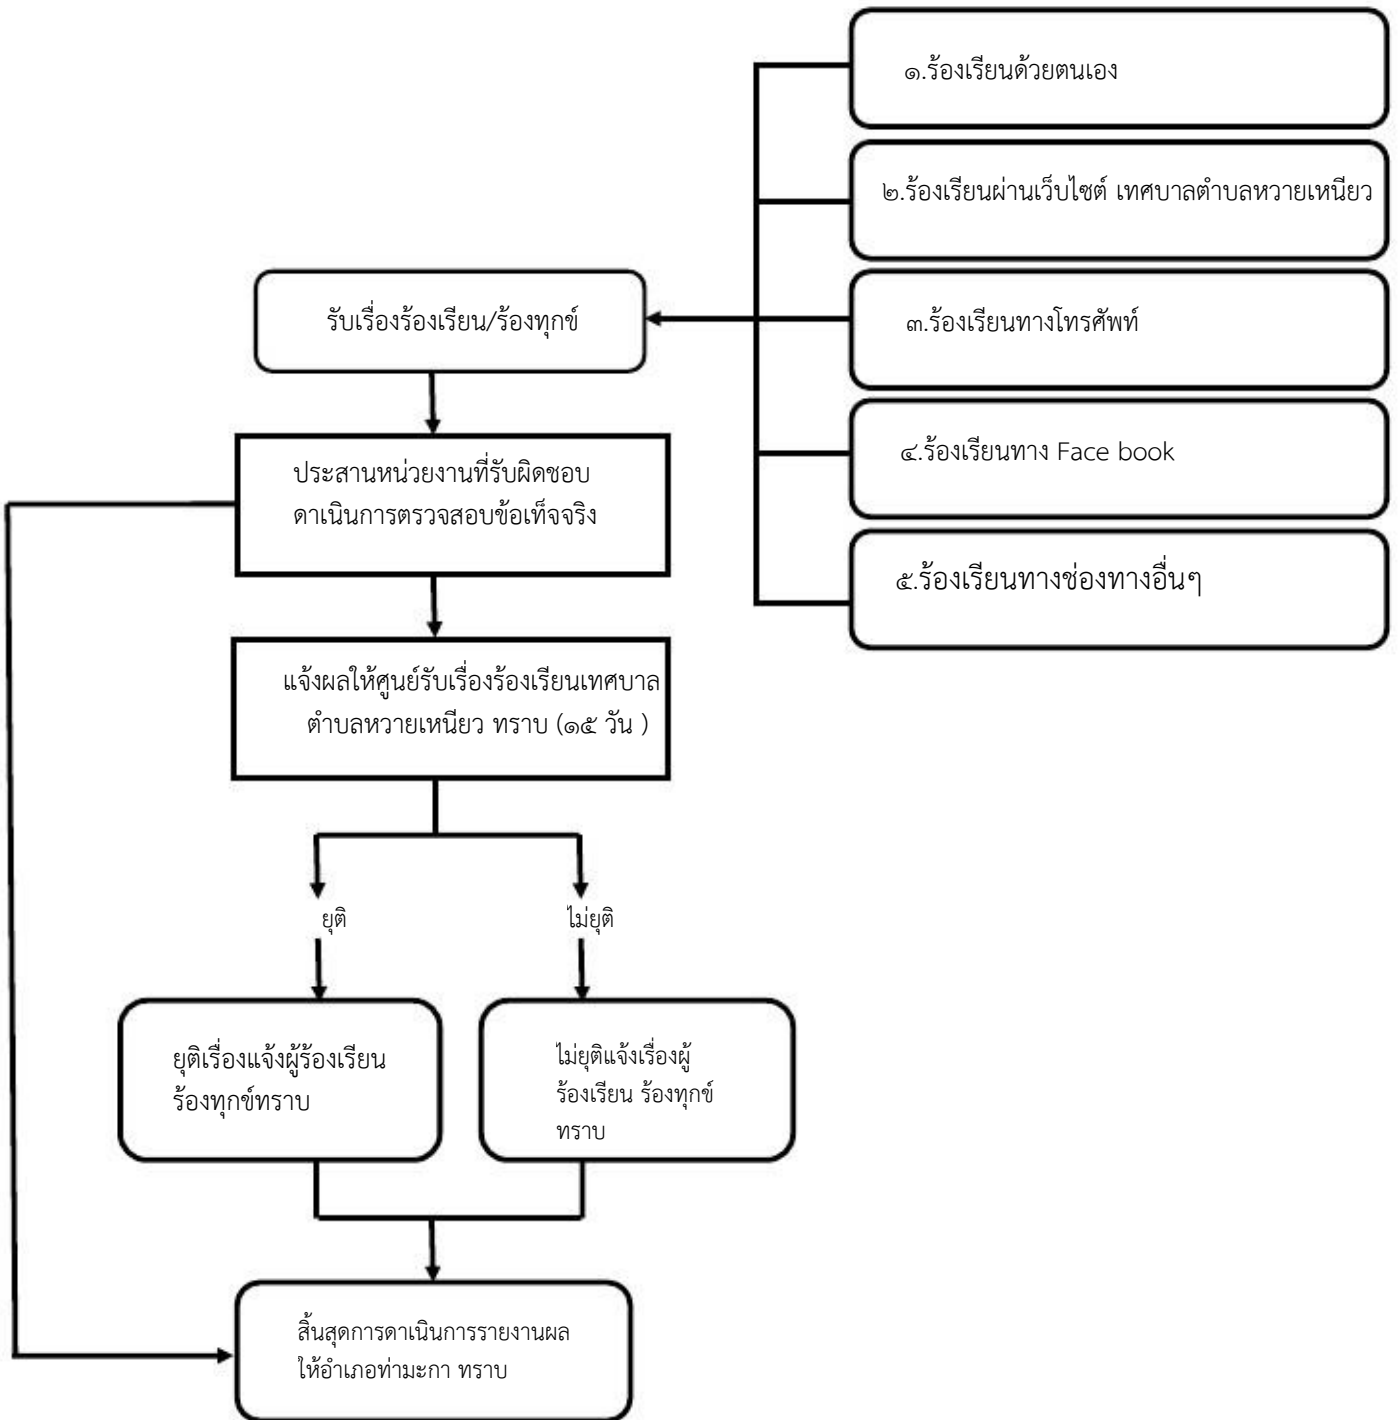 ๑.ร้องเรียนด้วยตนเอง
๒.ร้องเรียนผ่านเว็บไซต์ เทศบาลตำบลหวายเหนียว
๓.ร้องเรียนทางโทรศัพท์
๔.ร้องเรียนทาง Face book
๕.ร้องเรียนทางช่องทางอื่นๆ
รับเรื่องร้องเรียน/ร้องทุกข์
ประสานหน่วยงานที่รับผิดชอบ
ดาเนินการตรวจสอบข้อเท็จจริง
แจ้งผลให้ศูนย์รับเรื่องร้องเรียนเทศบาล
ตำบลหวายเหนียว ทราบ (๑๕ วัน )
ยุติ
ไม่ยุติ
ยุติเรื่องแจ้งผู้ร้องเรียน
ร้องทุกข์ทราบ
ไม่ยุติแจ้งเรื่องผู้
ร้องเรียน ร้องทุกข์
ทราบ
สิ้นสุดการดาเนินการรายงานผล
ให้อำเภอท่ามะกา ทราบ